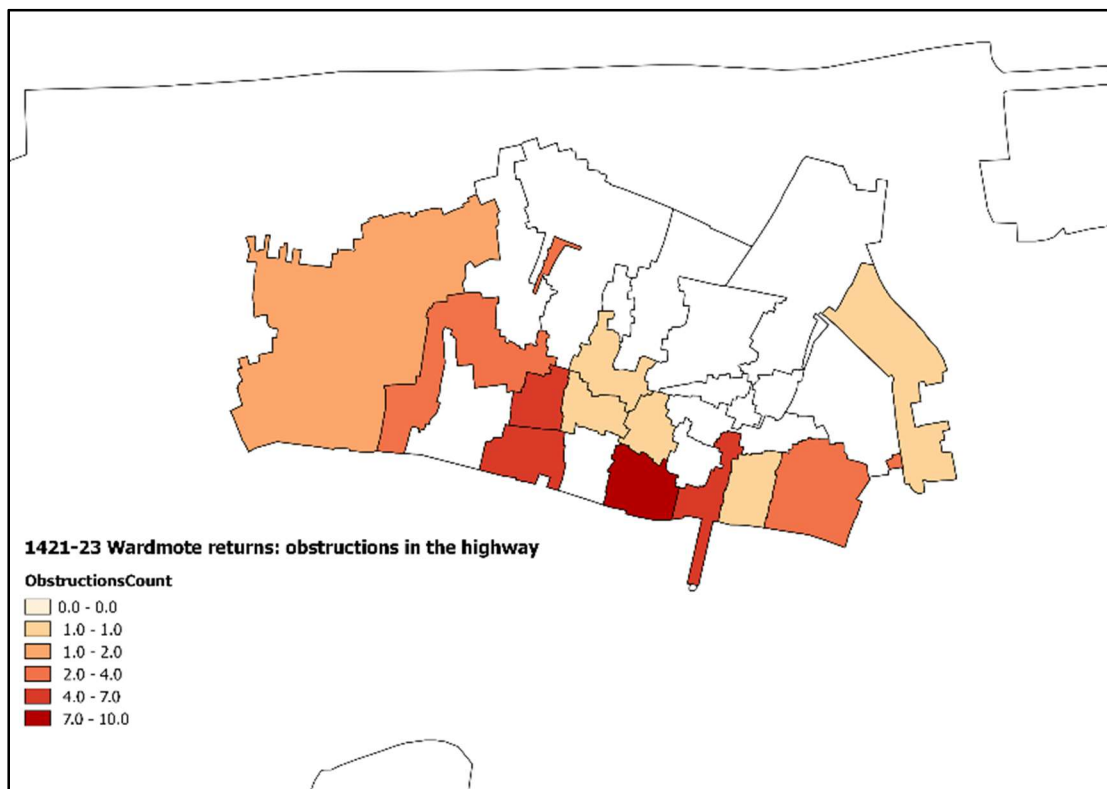 1421-23 Wardmote returns: obstructions in the highway
ObstructionsCount
0.0 - 0.0
1.0 - 1.0
1.0 - 2.0
2.0 - 4.0
4.0 - 7.0
7.0 - 10.0